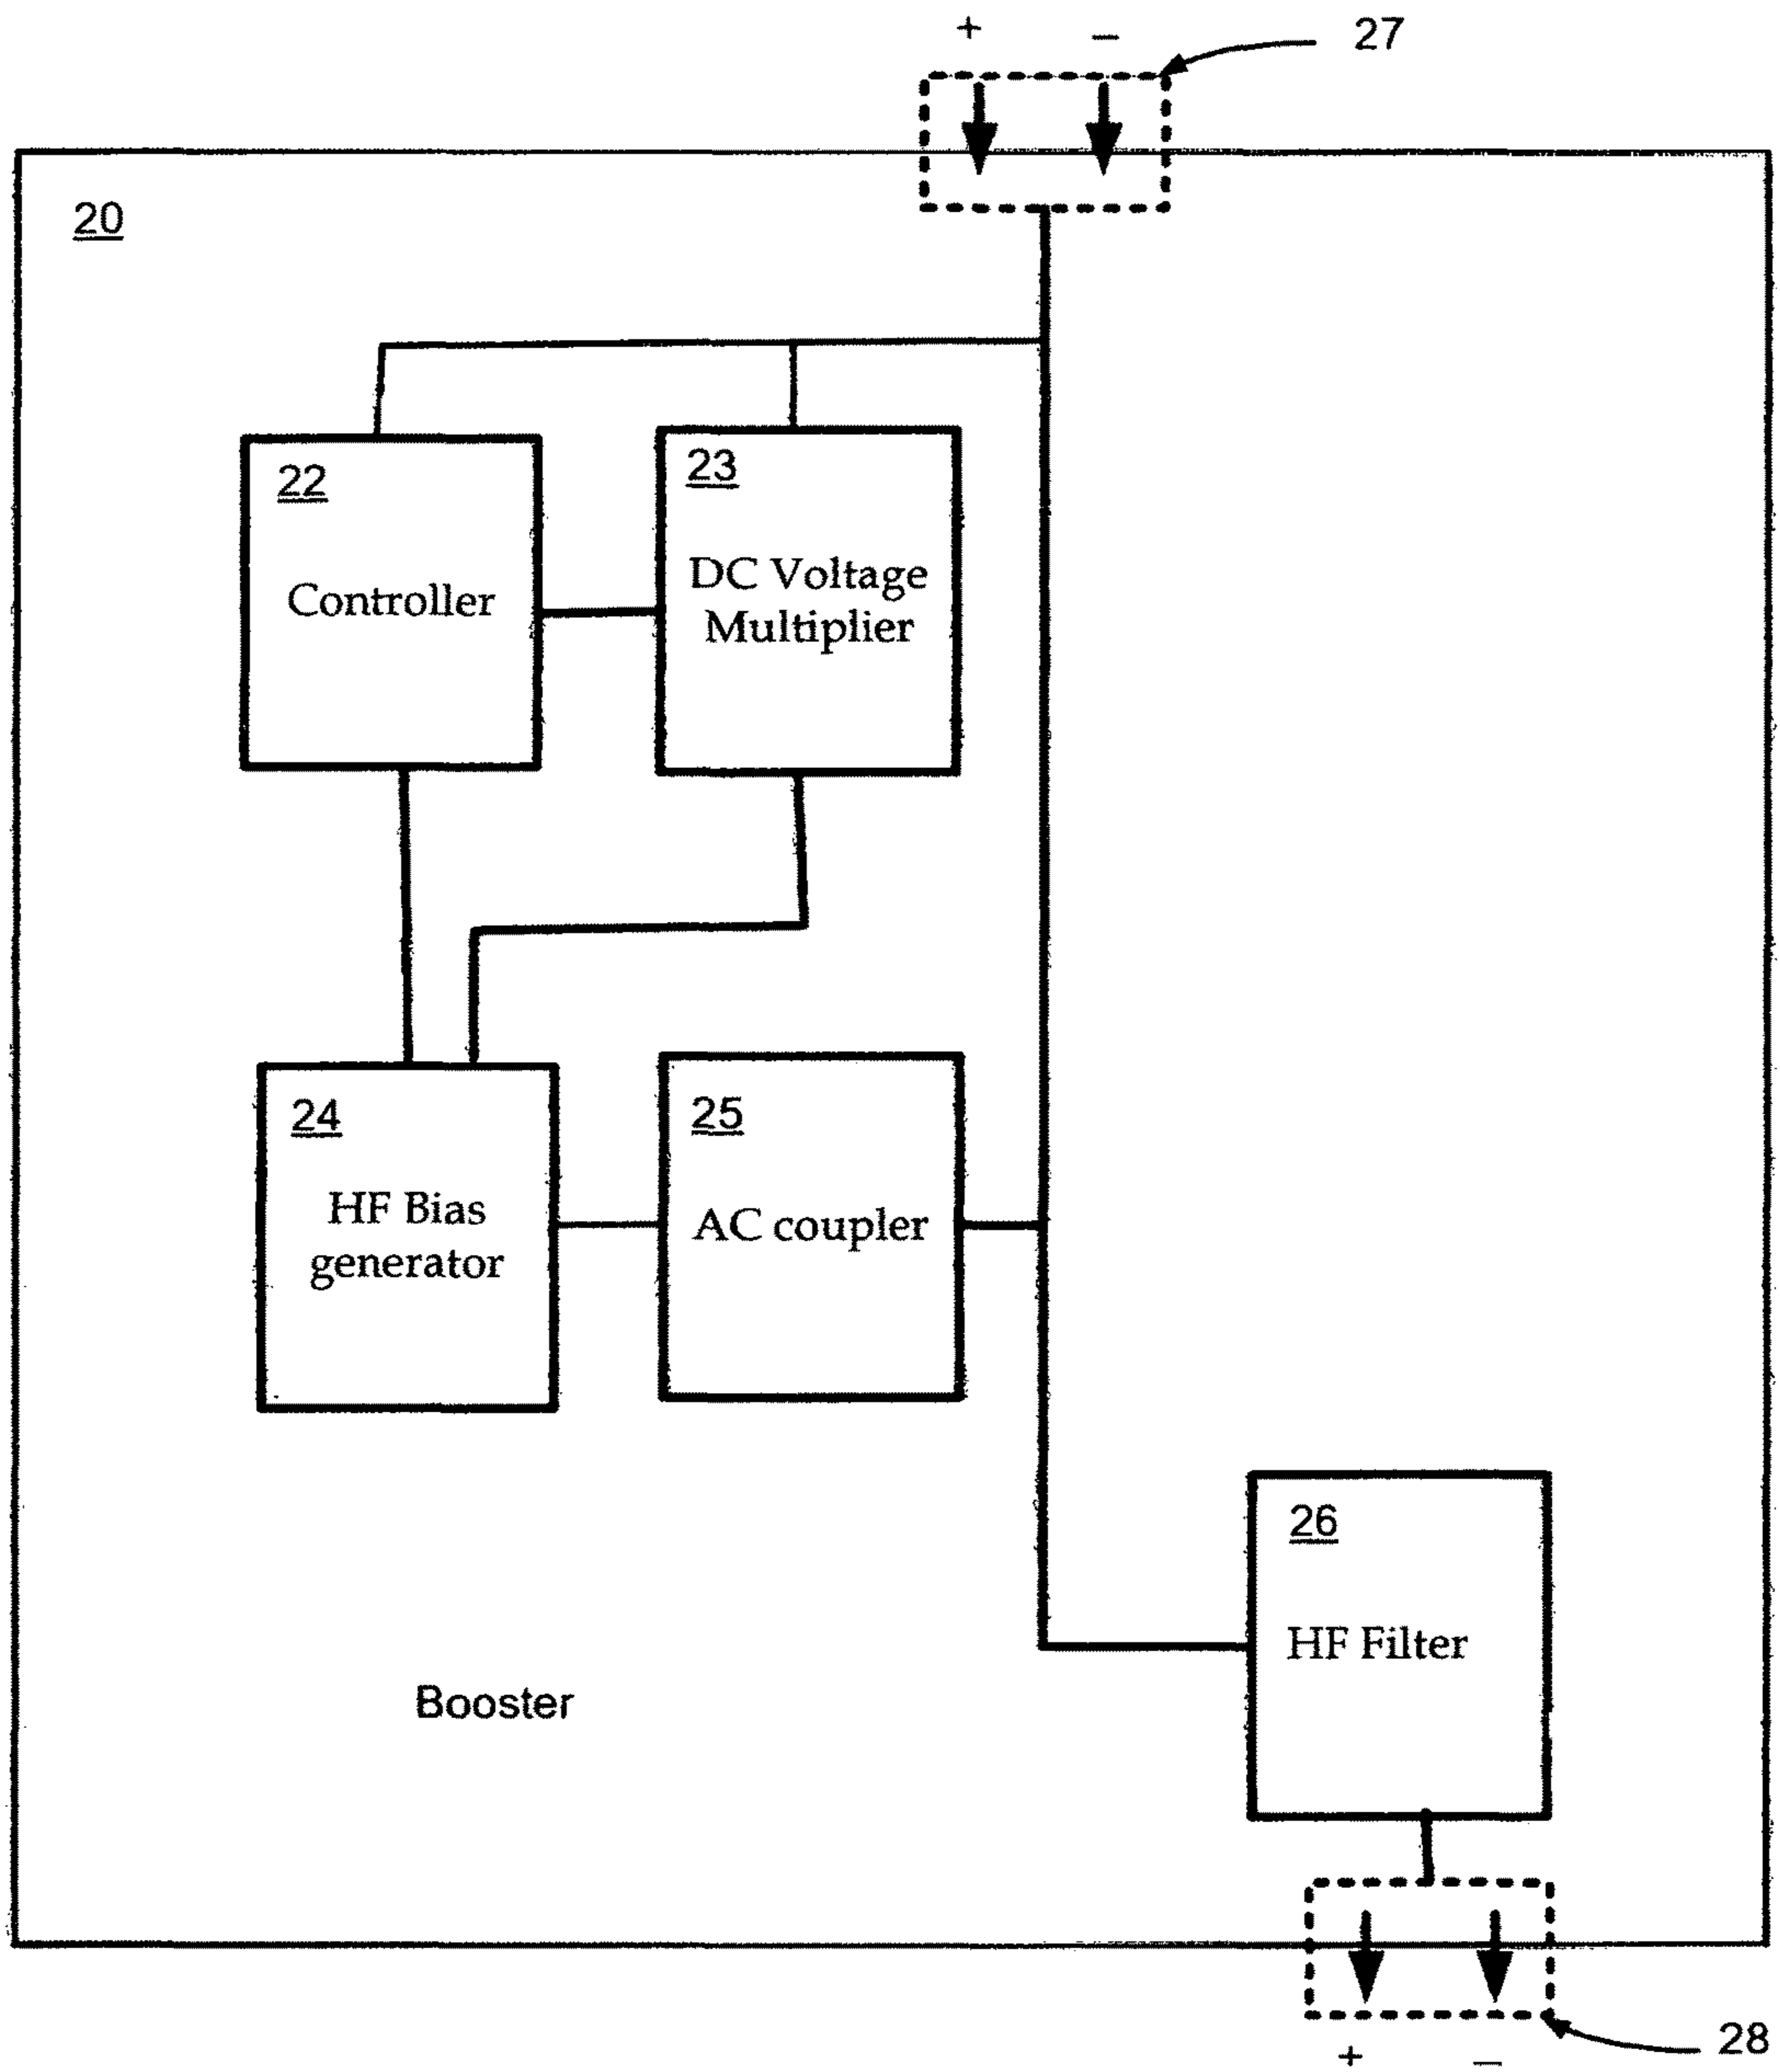 + −
27
20
22
Controller
23
DC Voltage
Multiplier
24
HF Bias
generator
25
AC coupler
26
HF Filter
Booster
28
+ −